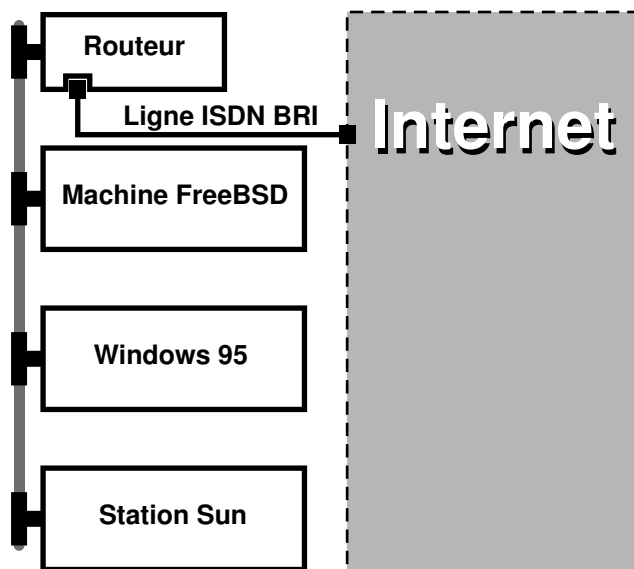 Routeur
Ligne ISDN BRI
Internet
Machine FreeBSD
Windows 95
Station Sun